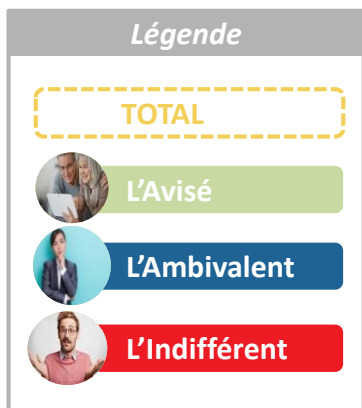 Légende
TOTAL
L'Avisé
L'Ambivalent
L'Indifférent